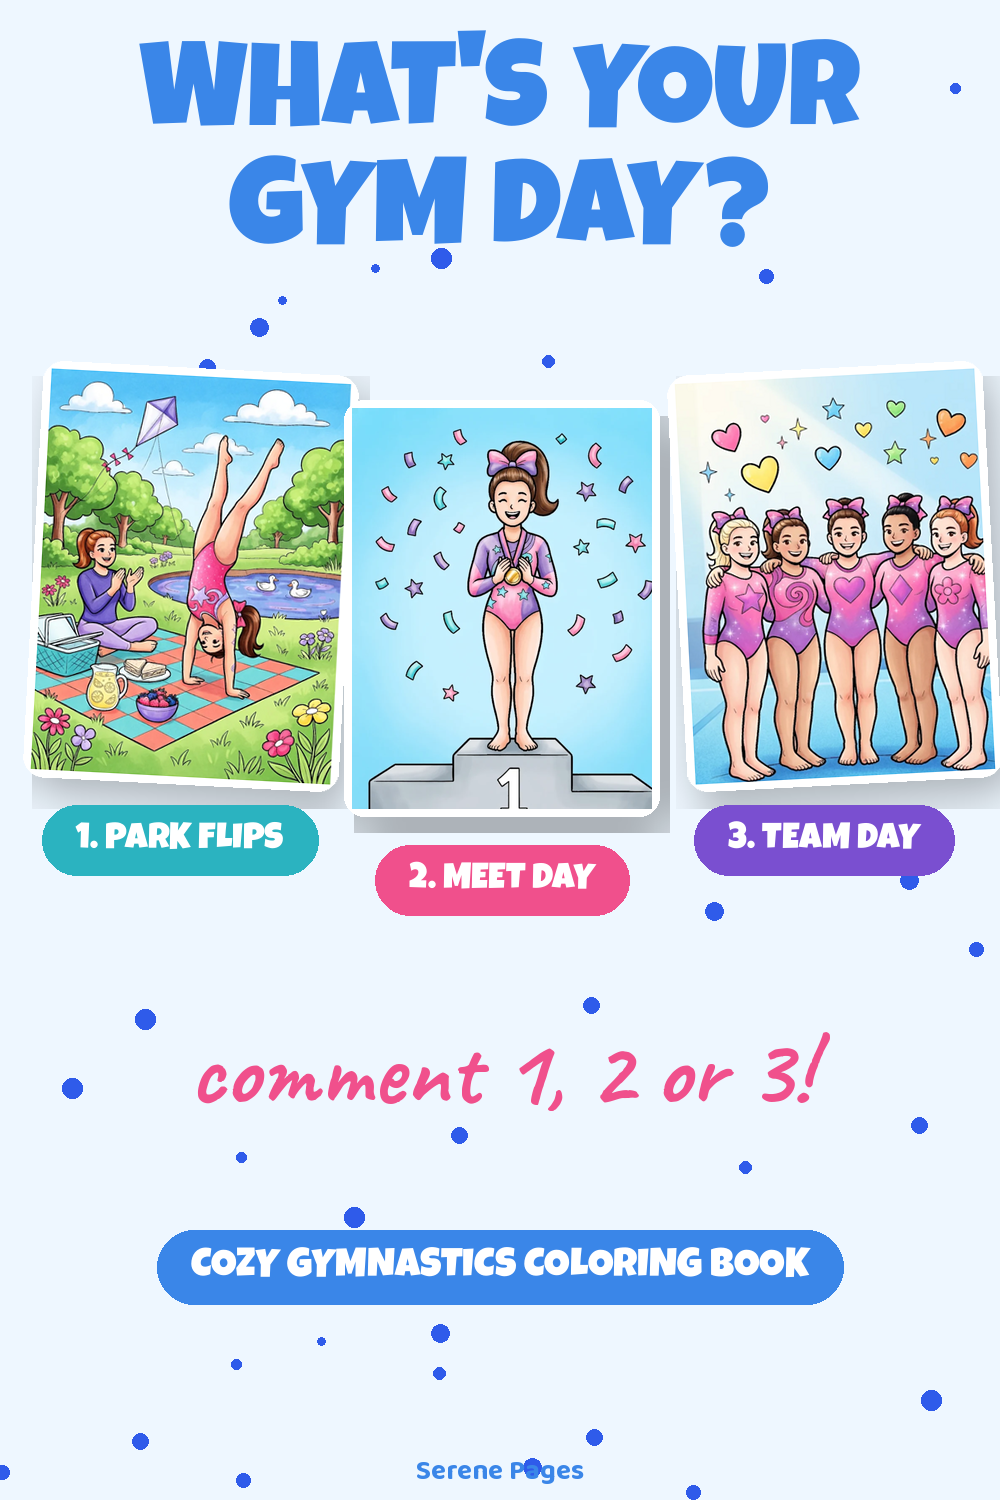 WHAT'S YOUR
GYM DAY?
1
1. PARK FLIPS
2. MEET DAY
3. TEAM DAY
comment 1, 2 or 3!
COZY GYMNASTICS COLORING BOOK
Serene Pages